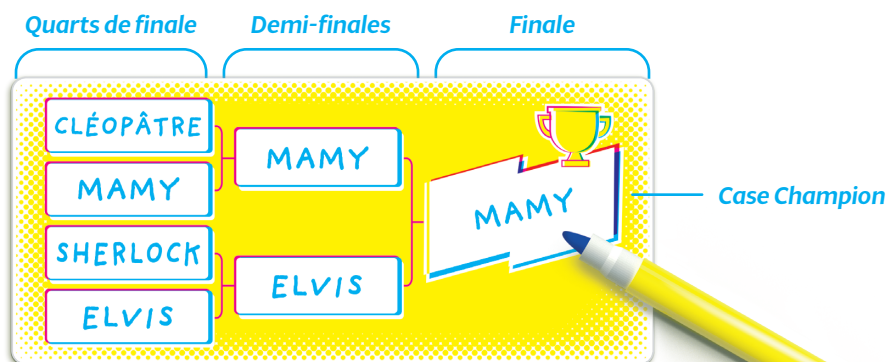 Quarts de finale
Demi-finales
Finale
CLÉOPÂTRE
MAMY
SHERLOCK
ELVIS
MAMY
ELVIS
MAMY
Case Champion